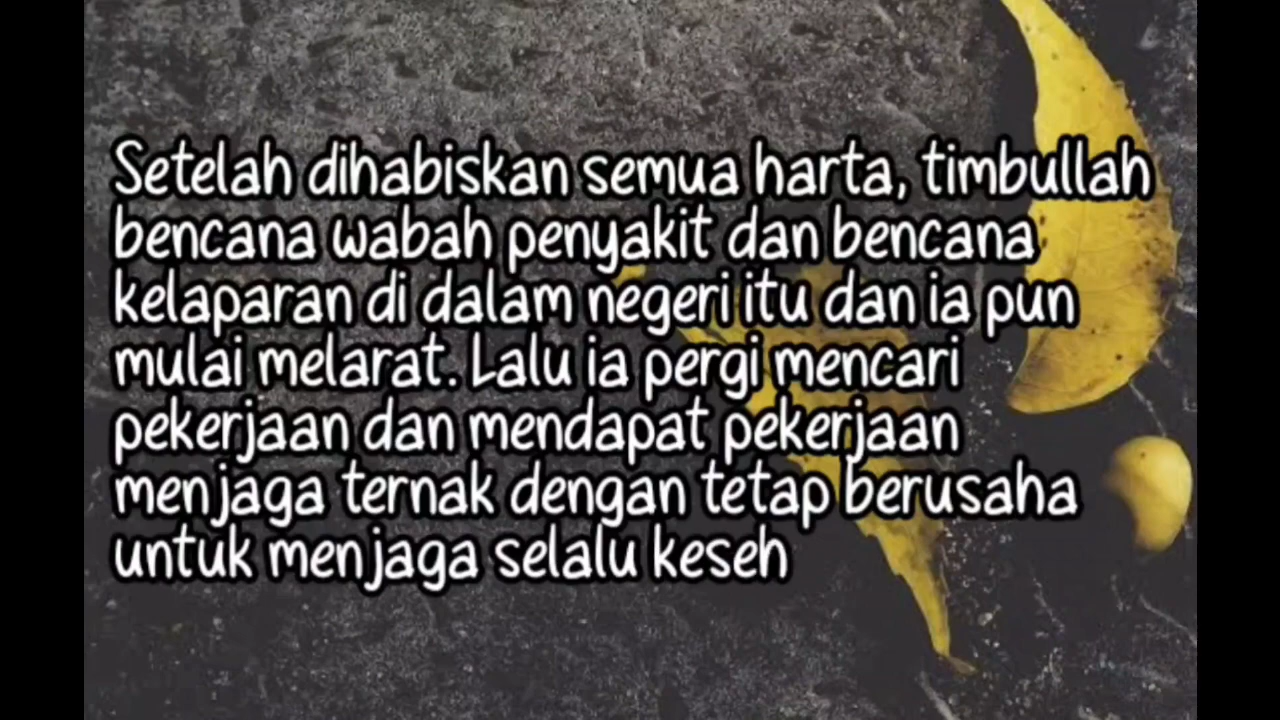 Setelah dihabiskan semua harta, timbullah
bencana wabah penyakit dan bencana
kelaparan di dalam negeri itu dan ia pun
mulai melarat. Lalu ia pergi mencari
pekerjaan dan mendapat pekerjaan
menjaga ternak dengan tetap berusaha
untuk menjaga selalu keseh